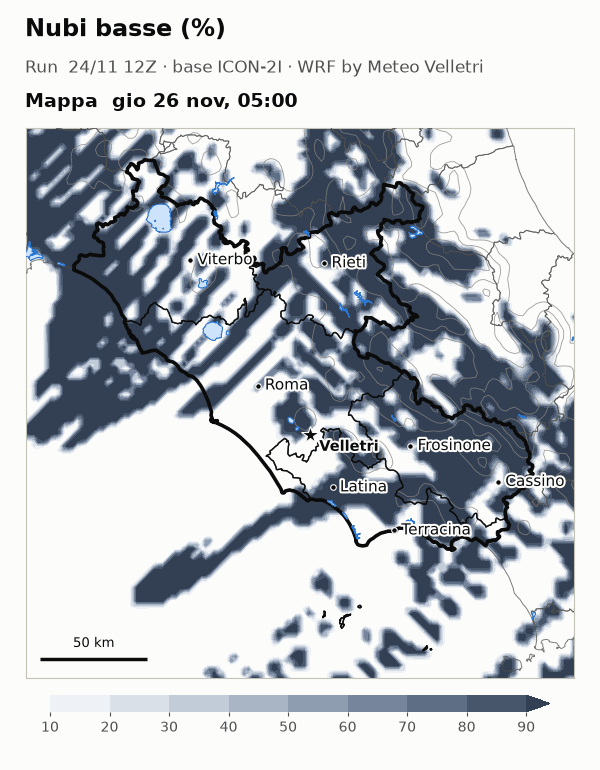 Nubi basse (%)
Run  24/11 12Z · base ICON-2I · WRF by Meteo Velletri
Mappa  gio 26 nov, 05:00
Viterbo
Rieti
Roma
Velletri
Frosinone
Cassino
Latina
Terracina
50 km
10 20 30 40 50 60 70 80 90